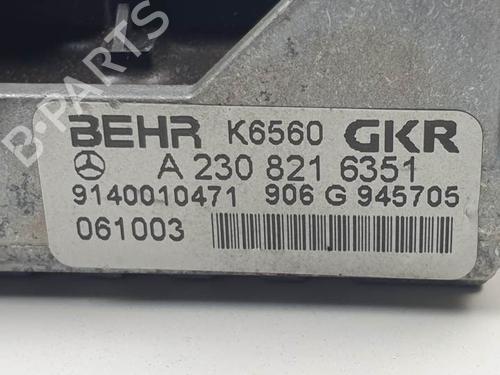 BEHR K6560 GKR
A 230 821 6351
9140010471 906 G 945705
061003
B-PARTS